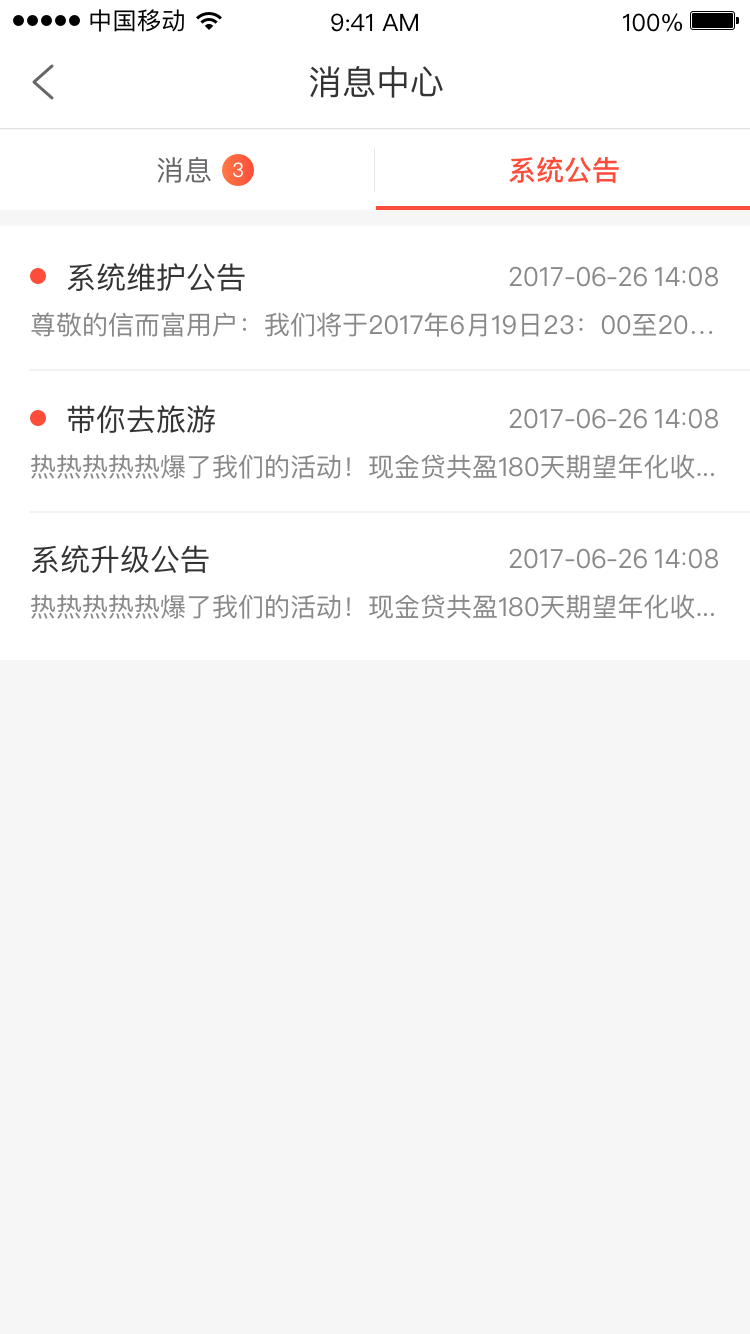 中国移动 9:41 AM 100%
消息中心
消息 3 系统公告
系统维护公告 2017-06-26 14:08
尊敬的信而富用户：我们将于2017年6月19日23：00至20...
带你去旅游 2017-06-26 14:08
热热热热热爆了我们的活动！现金贷共盈180天期望年化收...
系统升级公告 2017-06-26 14:08
热热热热热爆了我们的活动！现金贷共盈180天期望年化收...